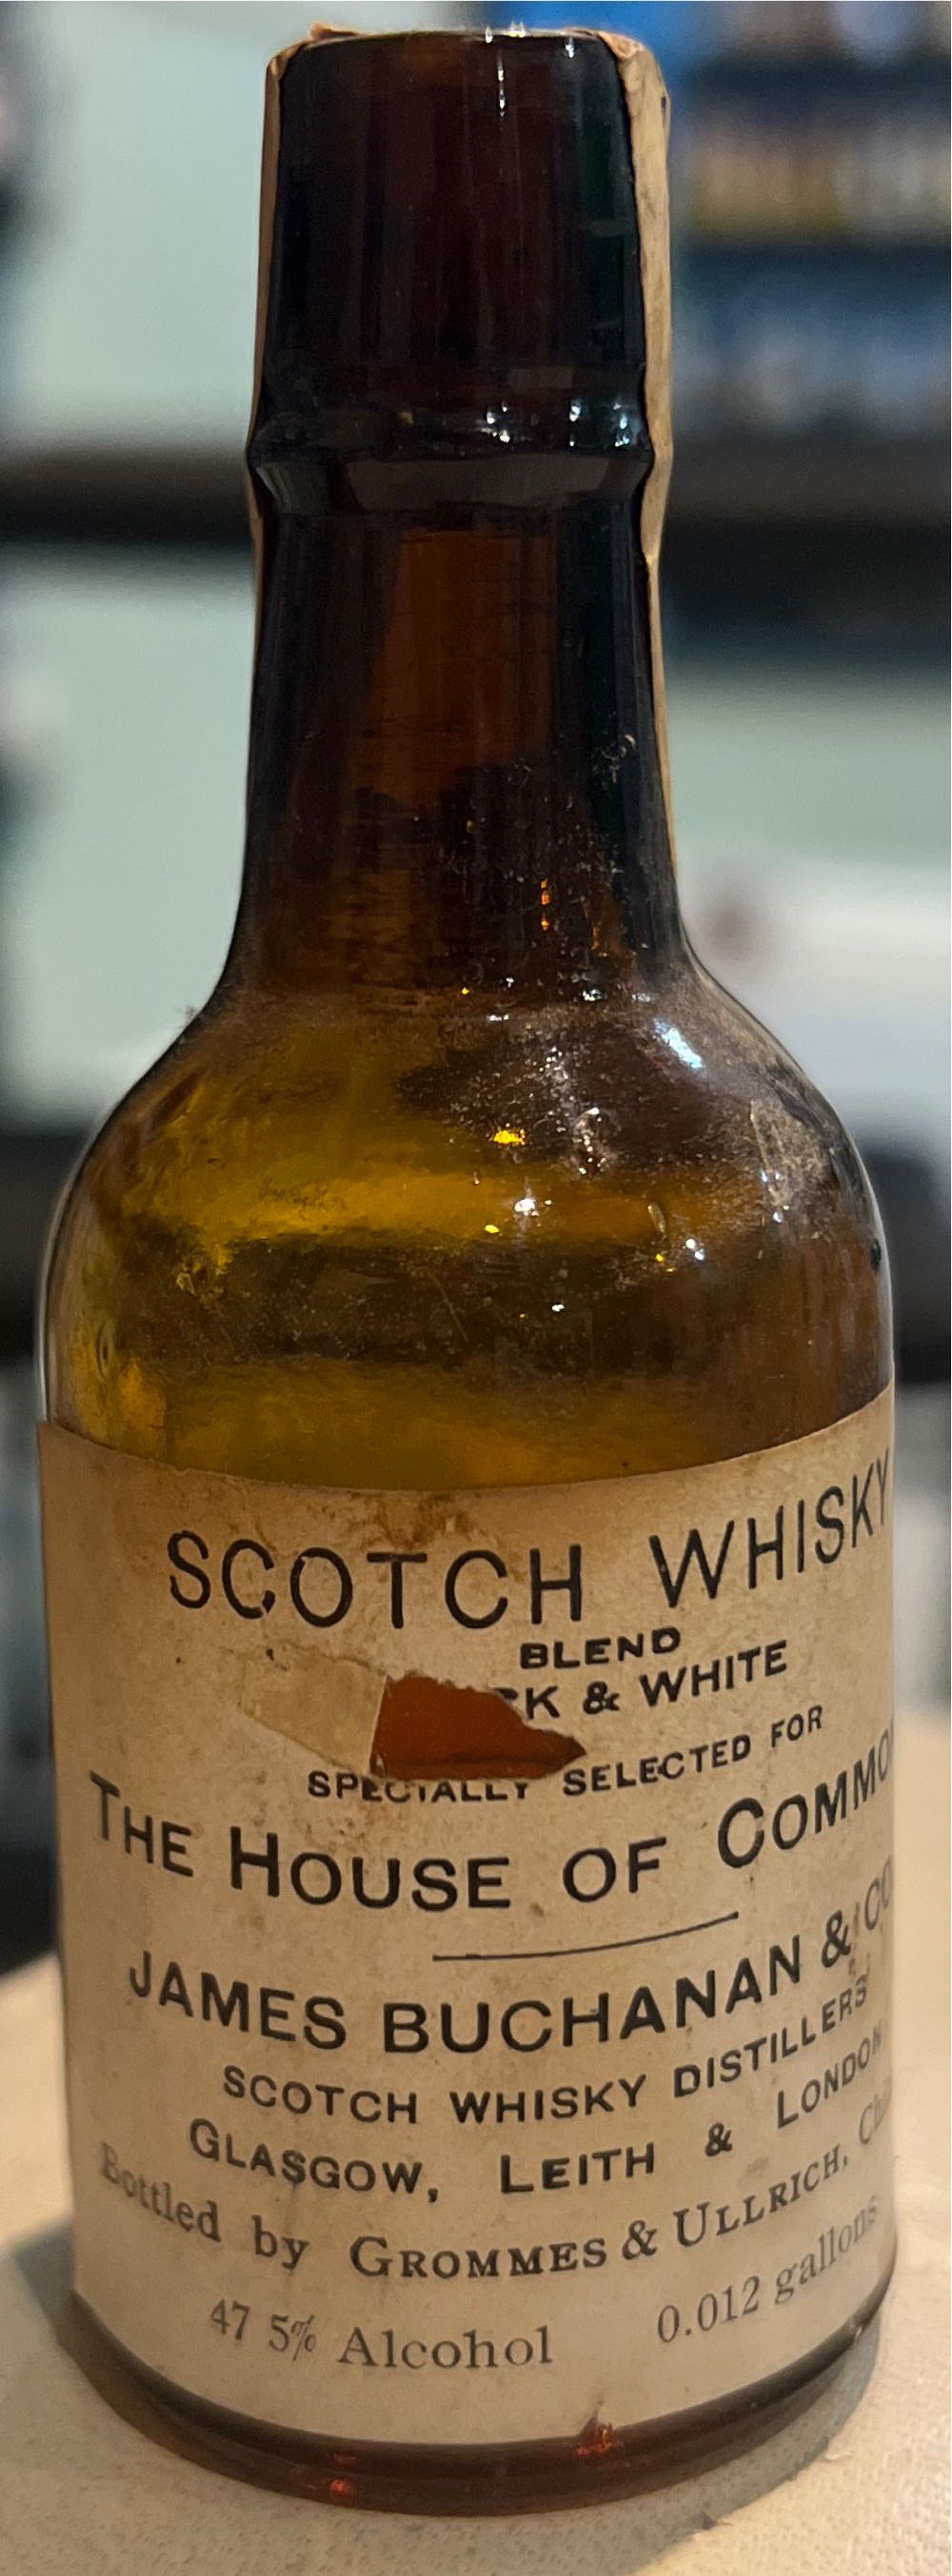 SCOTCH WHISKY
BLEND
CK & WHITE
SPECIALLY SELECTED FOR
THE HOUSE OF COMMO
JAMES BUCHANAN & CO
SCOTCH WHISKY DISTILLERS
GLASGOW, LEITH & LONDON
Bottled by GROMMES & ULLRICH,
47 5% Alcohol 0.012 gallons